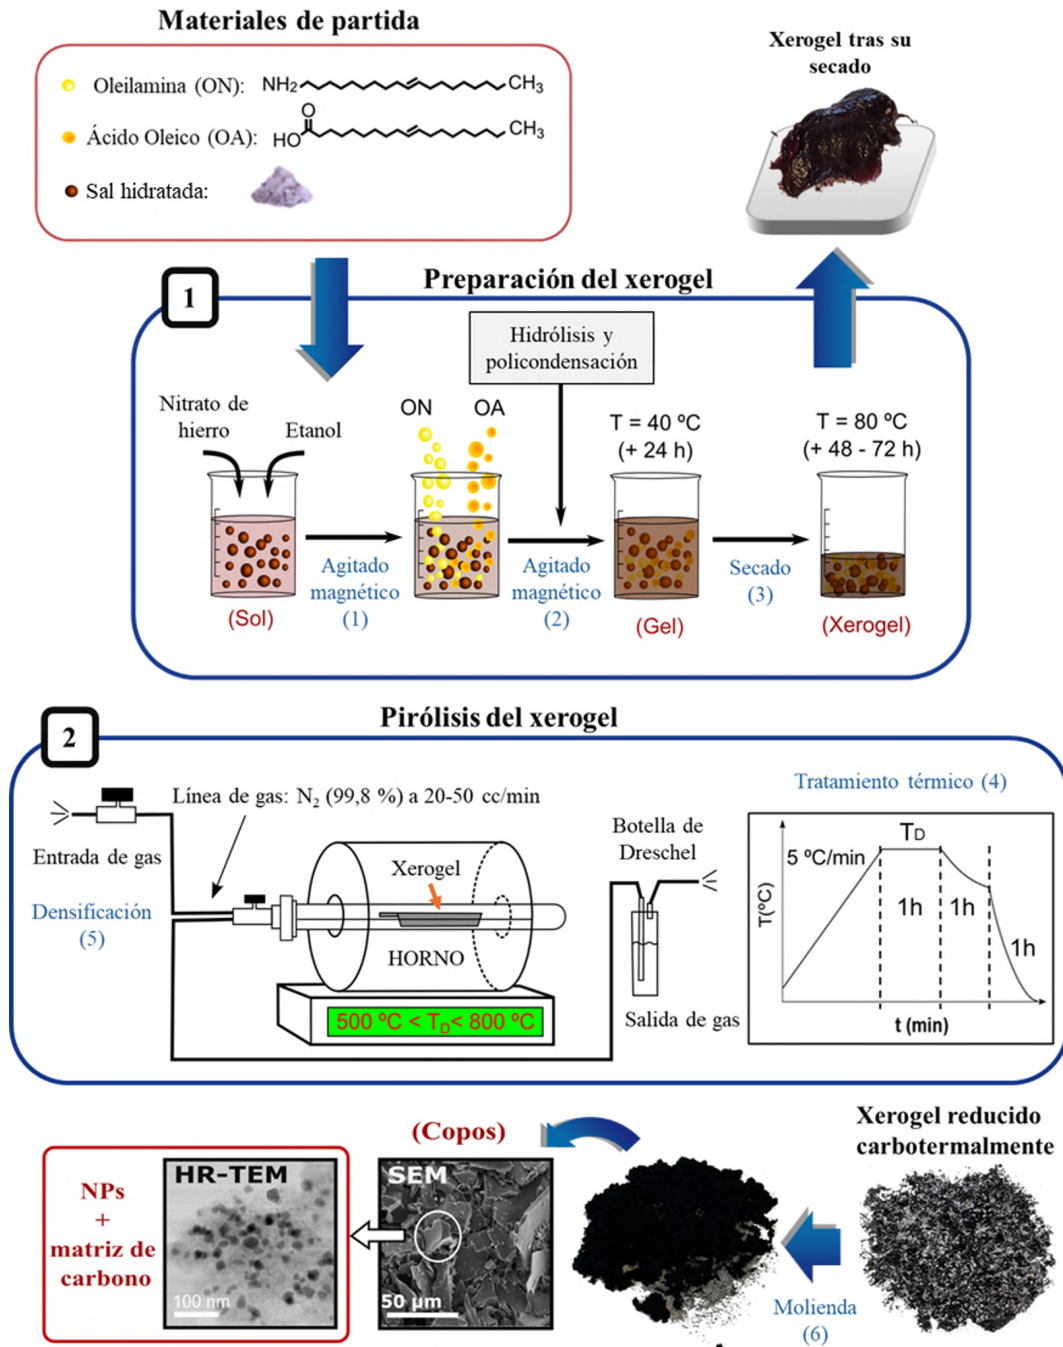 Materiales de partida
Oleilamina (ON):
NH2
CH3
Ácido Oleico (OA):
O
HO
CH3
Sal hidratada:
Xerogel tras su
secado
1
Preparación del xerogel
Hidrólisis y
policondensación
Nitrato de
hierro
Etanol
ON
OA
T = 40 ºC
(+ 24 h)
T = 80 ºC
(+ 48 - 72 h)
Agitado
magnético
(1)
Agitado
magnético
(2)
Secado
(3)
(Sol)
(Gel)
(Xerogel)
2
Pirólisis del xerogel
Línea de gas: N2 (99,8 %) a 20-50 cc/min
Entrada de gas
Densificación
(5)
Xerogel
HORNO
500 ºC < TD < 800 ºC
Botella de
Dreschel
Salida de gas
Tratamiento térmico (4)
T(ºC)
5 ºC/min
TD
1h
1h
1h
t (min)
NPs
+
matriz de
carbono
HR-TEM
100 nm
(Copos)
SEM
50 µm
Molienda
(6)
Xerogel reducido
carbotermalmente